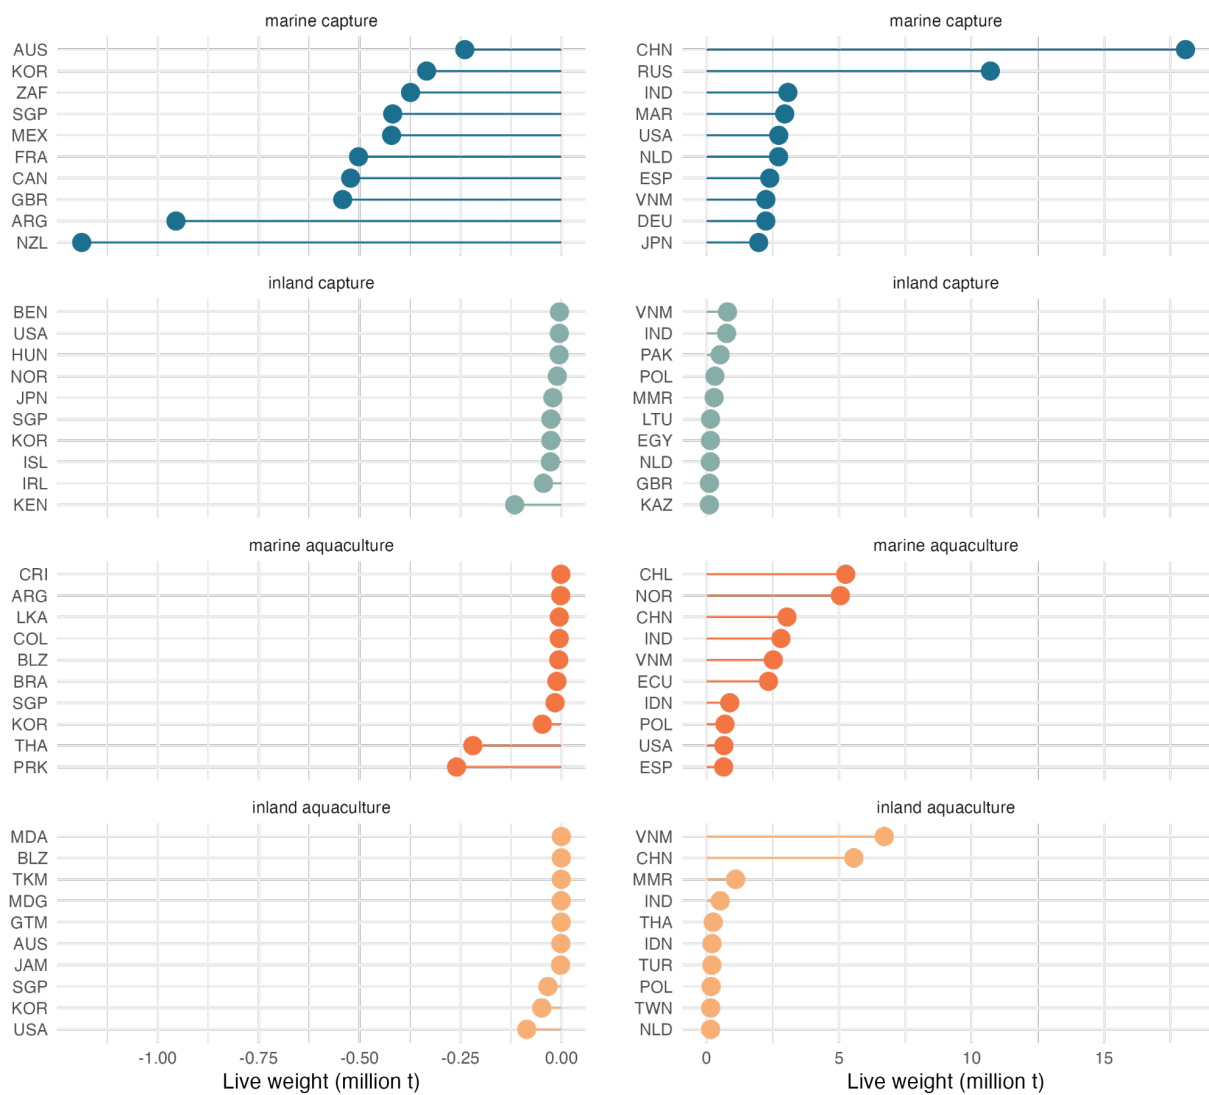 marine capture
AUS
KOR
ZAF
SGP
MEX
FRA
CAN
GBR
ARG
NZL
inland capture
BEN
USA
HUN
NOR
JPN
SGP
KOR
ISL
IRL
KEN
marine aquaculture
CRI
ARG
LKA
COL
BLZ
BRA
SGP
KOR
THA
PRK
inland aquaculture
MDA
BLZ
TKM
MDG
GTM
AUS
JAM
SGP
KOR
USA
-1.00 -0.75 -0.50 -0.25 0.00
Live weight (million t)
marine capture
CHN
RUS
IND
MAR
USA
NLD
ESP
VNM
DEU
JPN
inland capture
VNM
IND
PAK
POL
MMR
LTU
EGY
NLD
GBR
KAZ
marine aquaculture
CHL
NOR
CHN
IND
VNM
ECU
IDN
POL
USA
ESP
inland aquaculture
VNM
CHN
MMR
IND
THA
IDN
TUR
POL
TWN
NLD
0 5 10 15
Live weight (million t)